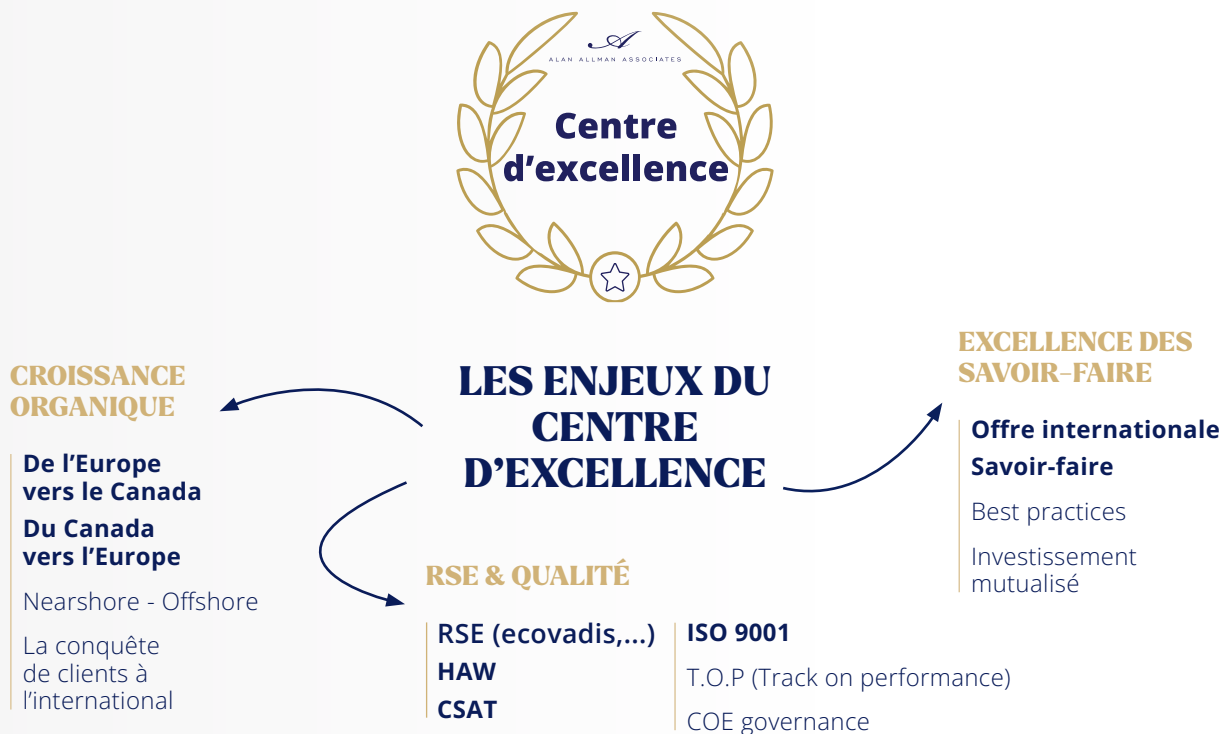 ALAN ALLMAN ASSOCIATES
Centre
d'excellence
LES ENJEUX DU
CENTRE
D'EXCELLENCE
CROISSANCE
ORGANIQUE
De l'Europe
vers le Canada
Du Canada
vers l'Europe
Nearshore - Offshore
La conquête
de clients à
l'international
RSE & QUALITÉ
RSE (ecovadis,...)
HAW
CSAT
ISO 9001
T.O.P (Track on performance)
COE governance
EXCELLENCE DES
SAVOIR-FAIRE
Offre internationale
Savoir-faire
Best practices
Investissement
mutualisé